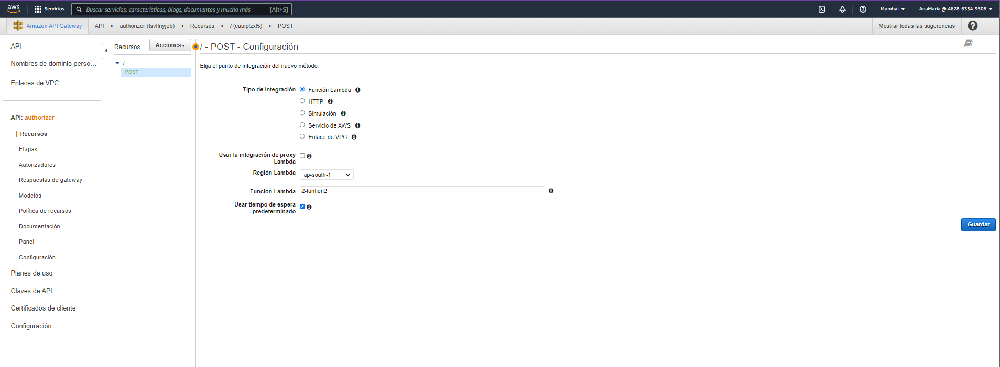 aws
Servicios
Buscar servicios, características, blogs, documentos y mucho más [Alt+S]
Mumbai
AnaMaria @ 4628-6334-9508
Amazon API Gateway
API > authorizer (tsvffnyjeb) > Recursos > / (cuuiplzxl5) > POST
Mostrar todas las sugerencias
API
Nombres de dominio perso...
Enlaces de VPC
API: authorizer
Recursos
Etapas
Autorizadores
Respuestas de gateway
Modelos
Política de recursos
Documentación
Panel
Configuración
Planes de uso
Claves de API
Certificados de cliente
Configuración
Recursos
Acciones
/
POST
/ - POST - Configuración
Elija el punto de integración del nuevo método.
Tipo de integración
Función Lambda
HTTP
Simulación
Servicio de AWS
Enlace de VPC
Usar la integración de proxy
Lambda
Región Lambda
ap-south-1
Función Lambda
2-funtion2
Usar tiempo de espera
predeterminado
Guardar